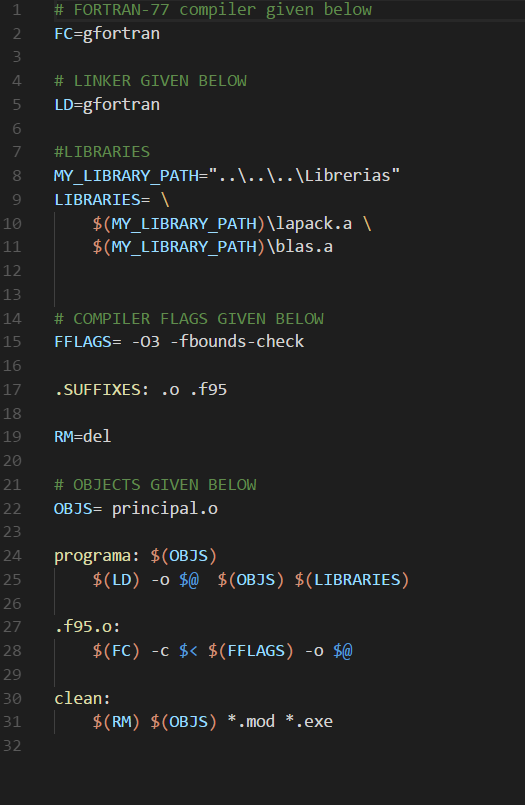 1 # FORTRAN-77 compiler given below
2 FC=gfortran
3
4 # LINKER GIVEN BELOW
5 LD=gfortran
6
7 #LIBRARIES
8 MY_LIBRARY_PATH="..\..\..\Librerias"
9 LIBRARIES= \
10 $(MY_LIBRARY_PATH)\lapack.a \
11 $(MY_LIBRARY_PATH)\blas.a
12
13
14 # COMPILER FLAGS GIVEN BELOW
15 FFLAGS= -O3 -fbounds-check
16
17 .SUFFIXES: .o .f95
18
19 RM=del
20
21 # OBJECTS GIVEN BELOW
22 OBJS= principal.o
23
24 programa: $(OBJS)
25 $(LD) -o $@  $(OBJS) $(LIBRARIES)
26
27 .f95.o:
28 $(FC) -c $< $(FFLAGS) -o $@
29
30 clean:
31 $(RM) $(OBJS) *.mod *.exe
32